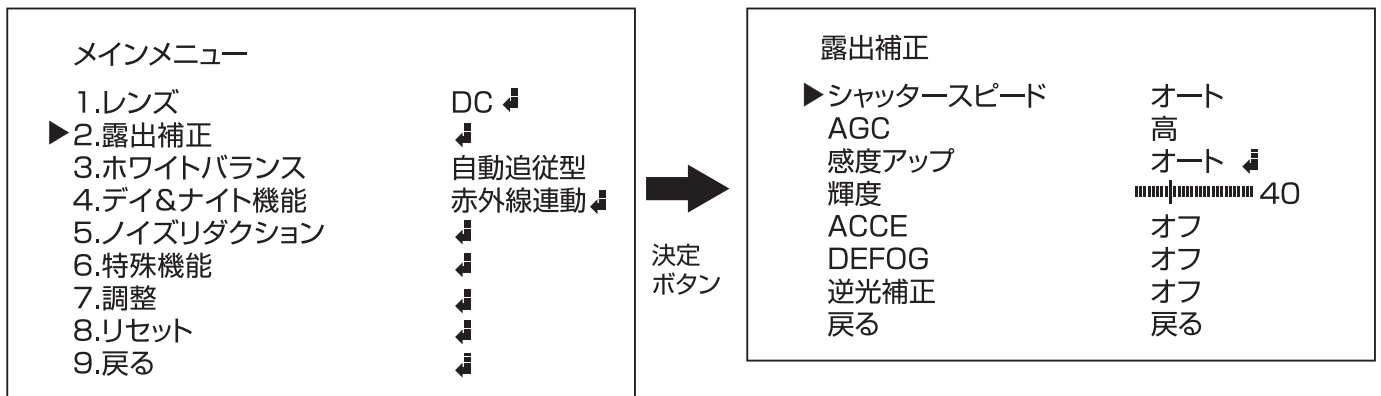 メインメニュー
1.レンズ DC ↲
▶2.露出補正 ↲
3.ホワイトバランス 自動追従型
4.デイ&ナイト機能 赤外線連動↲
5.ノイズリダクション ↲
6.特殊機能 ↲
7.調整 ↲
8.リセット ↲
9.戻る ↲
決定
ボタン
露出補正
▶シャッタースピード オート
AGC 高
感度アップ オート ↲
輝度 40
ACCE オフ
DEFOG オフ
逆光補正 オフ
戻る 戻る